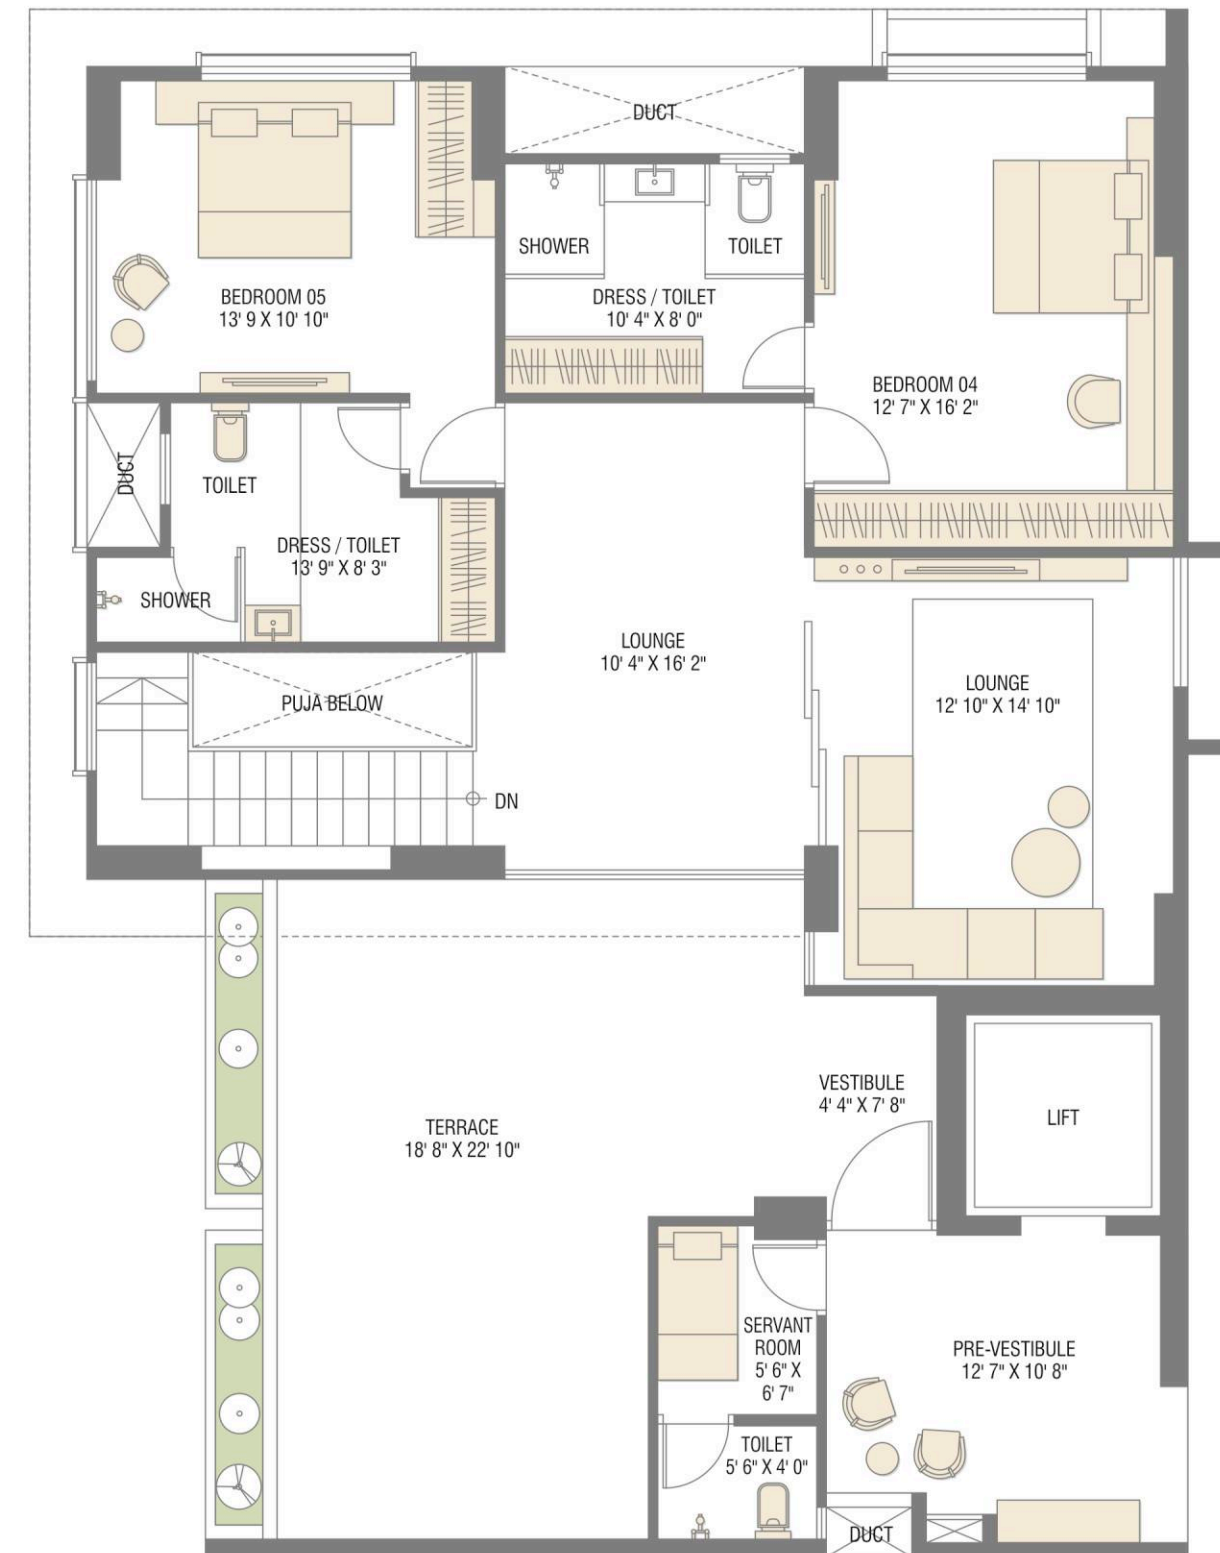 DUCT
SHOWER
TOILET
DRESS / TOILET
10' 4" X 8' 0"
BEDROOM 05
13' 9 X 10' 10"
BEDROOM 04
12' 7" X 16' 2"
DUCT
TOILET
DRESS / TOILET
13' 9" X 8' 3"
SHOWER
LOUNGE
10' 4" X 16' 2"
LOUNGE
12' 10" X 14' 10"
PUJA BELOW
DN
VESTIBULE
4' 4" X 7' 8"
LIFT
TERRACE
18' 8" X 22' 10"
SERVANT
ROOM
5' 6" X
6' 7"
PRE-VESTIBULE
12' 7" X 10' 8"
TOILET
5' 6" X 4' 0"
DUCT